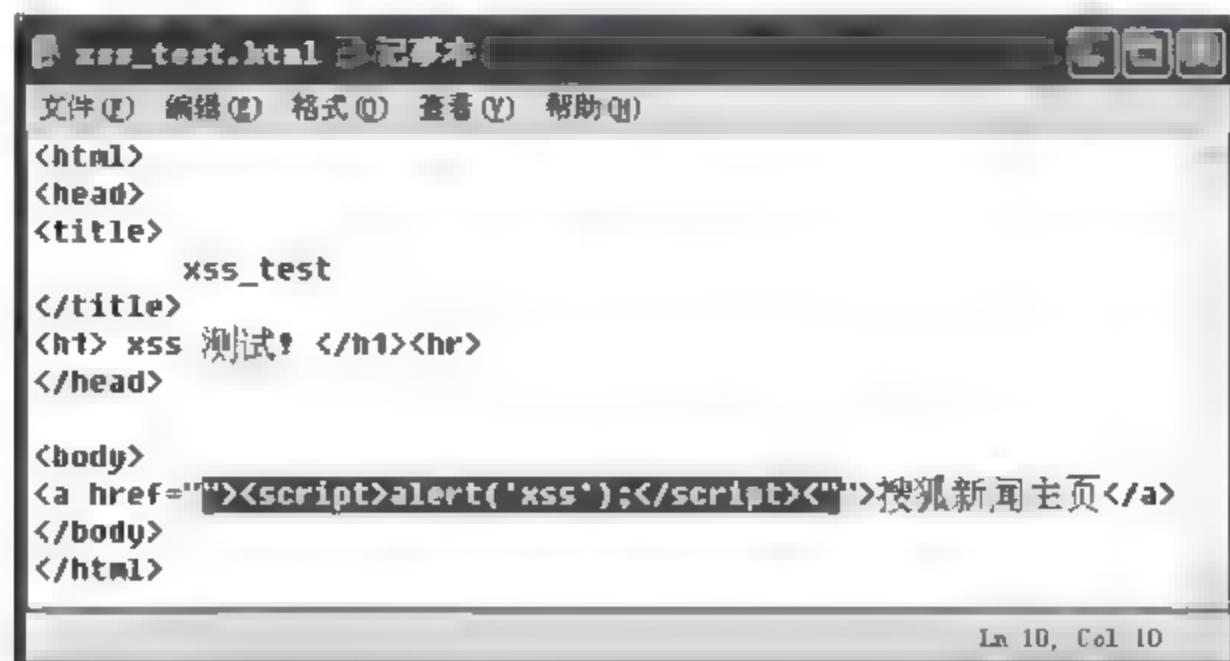 xss_test.html 记事本
文件(F) 编辑(E) 格式(O) 查看(V) 帮助(H)
<html>
<head>
<title>
xss_test
</title>
<h1> xss 测试! </h1><hr>
</head>
<body>
<a href=""><script>alert('xss');</script><"">搜狐新闻主页</a>
</body>
</html>
Ln 10, Col 10